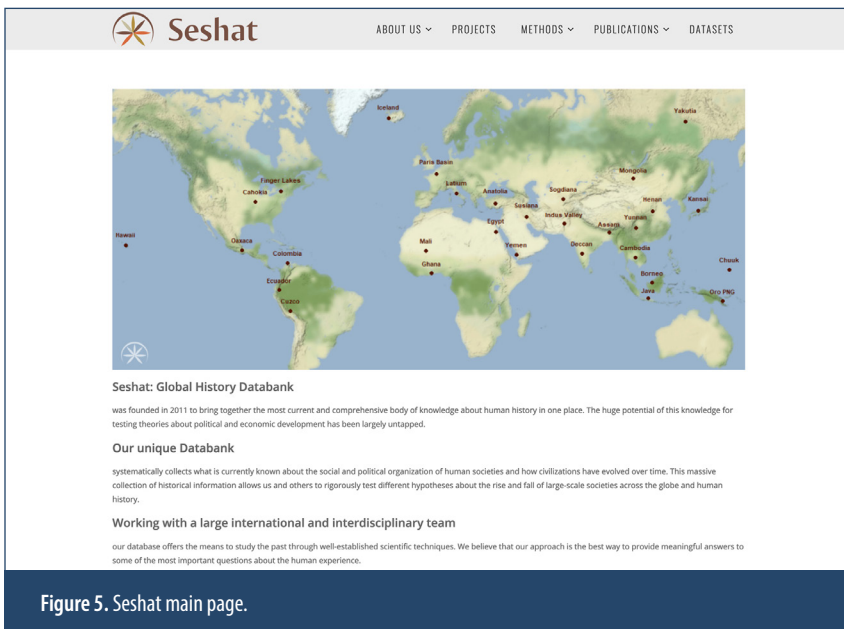 Seshat
ABOUT US PROJECTS METHODS PUBLICATIONS DATASETS
Iceland
Yakutia
Paris Basin
Mongolia
Finger Lakes
Latium
Cahokia
Anatolia
Sogdiana
Susiana
Henan
Kansai
Indus Valley
Yunnan
Egypt
Assam
Hawaii
Oaxaca
Mali
Yemen
Deccan
Cambodia
Colombia
Chuuk
Ghana
Borneo
Ecuador
Java
Oro PNG
Cuzco
Seshat: Global History Databank
was founded in 2011 to bring together the most current and comprehensive body of knowledge about human history in one place. The huge potential of this knowledge for
testing theories about political and economic development has been largely untapped.
Our unique Databank
systematically collects what is currently known about the social and political organization of human societies and how civilizations have evolved over time. This massive
collection of historical information allows us and others to rigorously test different hypotheses about the rise and fall of large-scale societies across the globe and human
history.
Working with a large international and interdisciplinary team
our database offers the means to study the past through well-established scientific techniques. We believe that our approach is the best way to provide meaningful answers to
some of the most important questions about the human experience.
Figure 5. Seshat main page.